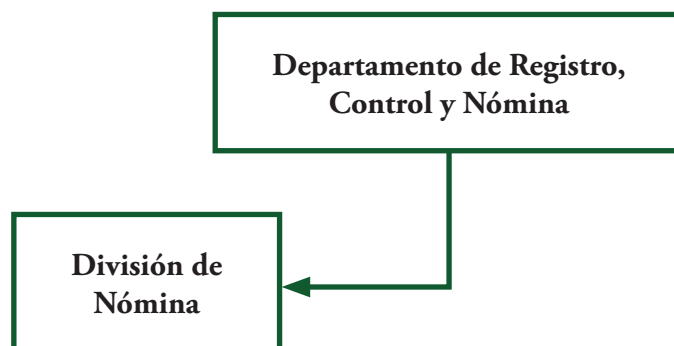 Departamento de Registro,
Control y Nómina
División de
Nómina